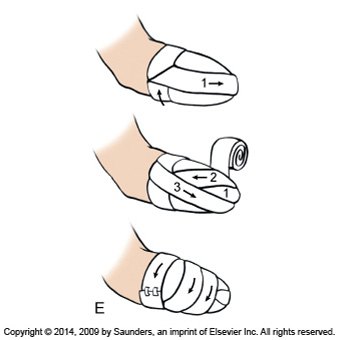 1
2
3
1
E
Copyright © 2014, 2009 by Saunders, an imprint of Elsevier Inc. All rights reserved.